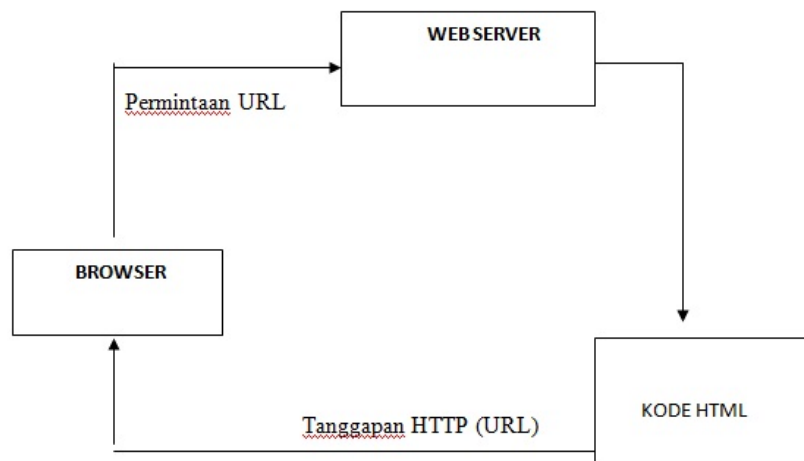 WEB SERVER
Permintaan URL
BROWSER
KODE HTML
Tanggapan HTTP (URL)